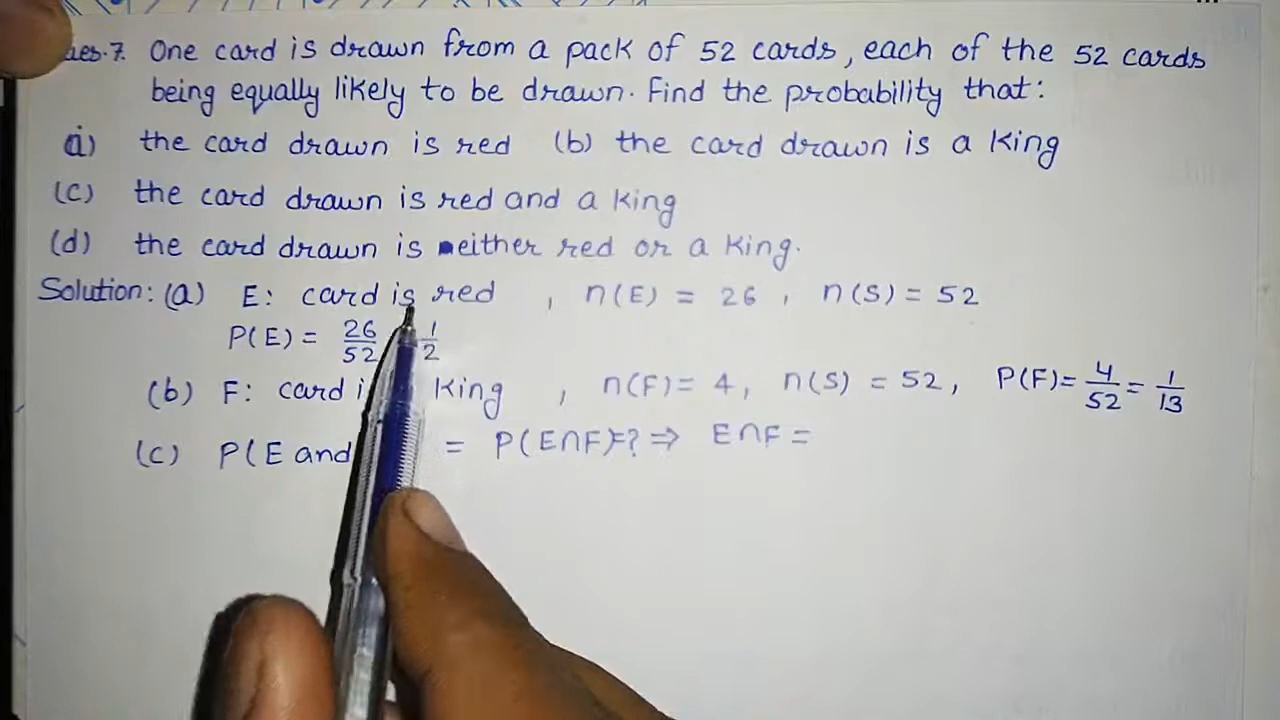 ues.7. One card is drawn from a pack of 52 cards, each of the 52 cards
being equally likely to be drawn. Find the probability that:
a) the card drawn is red (b) the card drawn is a king
(c) the card drawn is red and a king
(d) the card drawn is neither red or a king.
Solution: (a) E: card is red , n(E) = 26 , n(S) = 52
P(E) = 26/52 1/2
(b) F: card i king , n(F) = 4, n(S) = 52, P(F) = 4/52 = 1/13
(c) P(E and = P(E∩F)=? ⇒ E∩F =